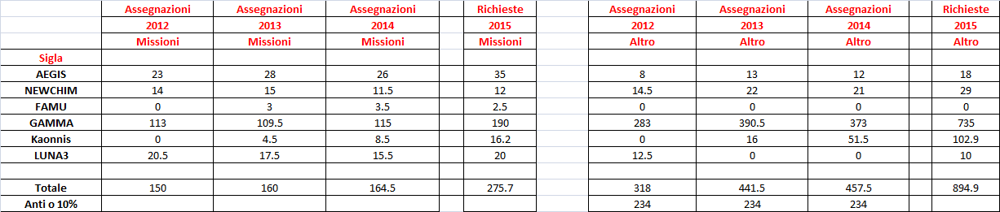 Assegnazioni Assegnazioni Assegnazioni Richieste Assegnazioni Assegnazioni Assegnazioni Richieste
2012 2013 2014 2015 2012 2013 2014 2015
Missioni Missioni Missioni Missioni Altro Altro Altro Altro
Sigla
AEGIS 23 28 26 35 8 13 12 18
NEWCHIM 14 15 11.5 12 14.5 22 21 29
FAMU 0 3 3.5 2.5 0 0 0 0
GAMMA 113 109.5 115 190 283 390.5 373 735
Kaonnis 0 4.5 8.5 16.2 0 16 51.5 102.9
LUNA3 20.5 17.5 15.5 20 12.5 0 0 10
Totale 150 160 164.5 275.7 318 441.5 457.5 894.9
Anti o 10% 234 234 234